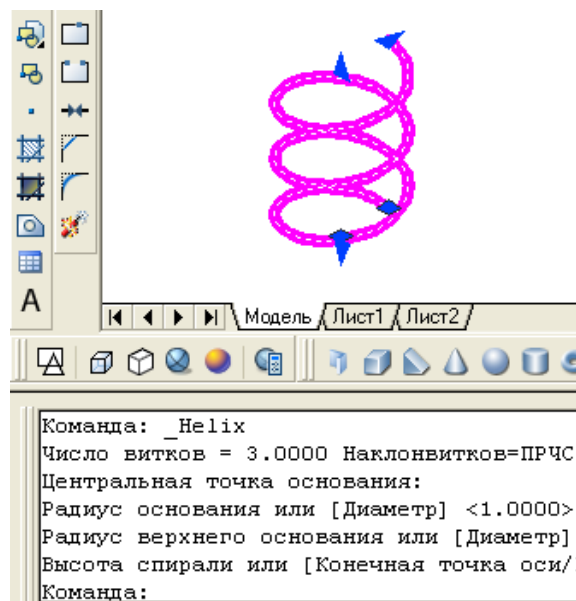 A
Модель Лист1 Лист2
Команда: _Helix
Число витков = 3.0000 Наклонвитков=ПРЧС
Центральная точка основания:
Радиус основания или [Диаметр] <1.0000>
Радиус верхнего основания или [Диаметр]
Высота спирали или [Конечная точка оси/
Команда: